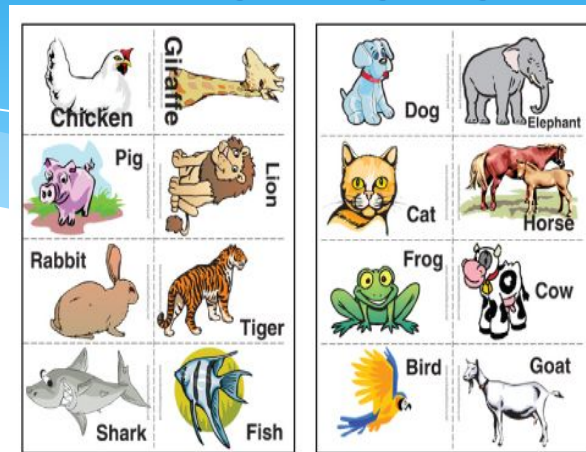 Chicken
Giraffe
Pig
Lion
Rabbit
Tiger
Shark
Fish
Dog
Elephant
Cat
Horse
Frog
Cow
Bird
Goat